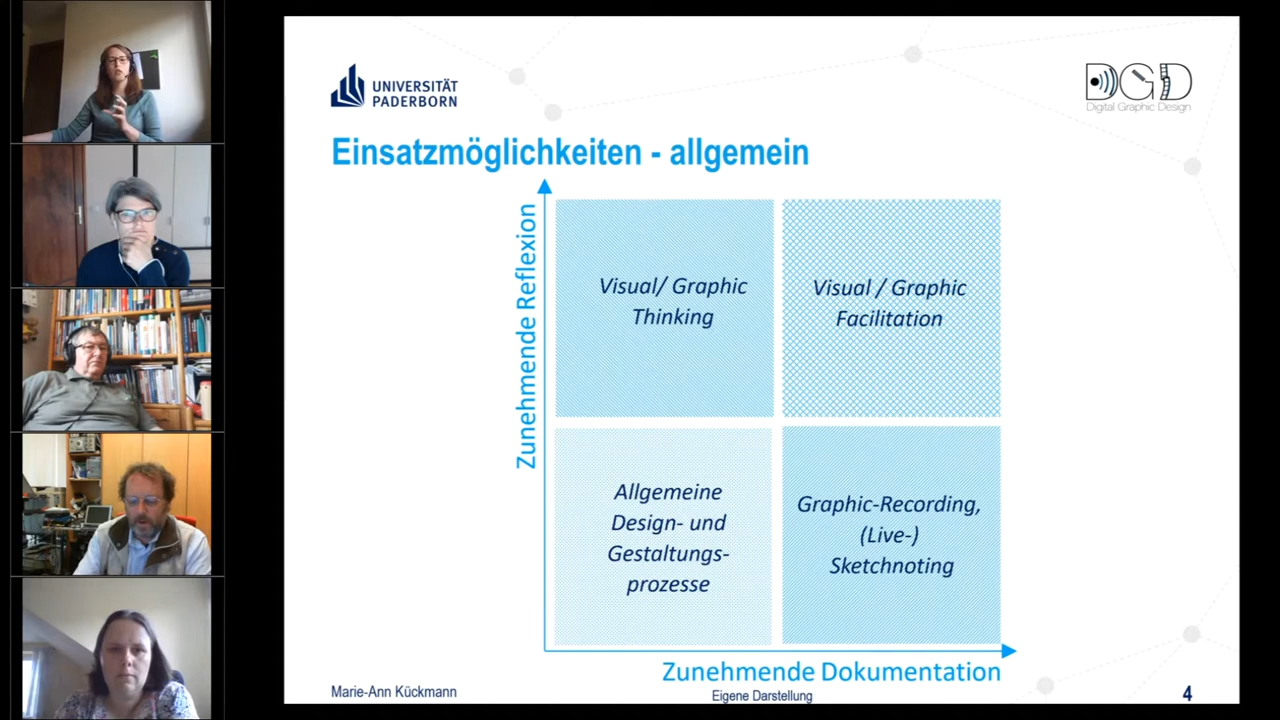 UNIVERSITÄT
PADERBORN
DGD
Digital Graphic Design
Einsatzmöglichkeiten - allgemein
Zunehmende Reflexion
Visual/ Graphic
Thinking
Visual / Graphic
Facilitation
Allgemeine
Design- und
Gestaltungs-
prozesse
Graphic-Recording,
(Live-)
Sketchnoting
Zunehmende Dokumentation
Marie-Ann Kückmann
Eigene Darstellung
4